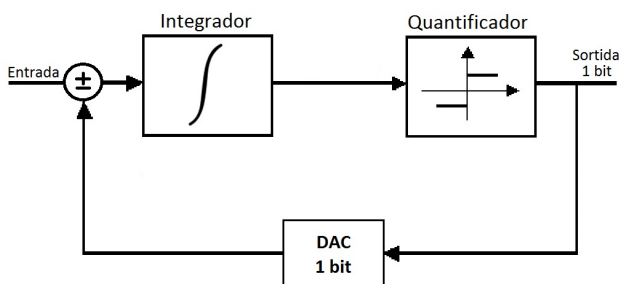 Integrador
Quantificador
Entrada
±
Sortida
1 bit
DAC
1 bit